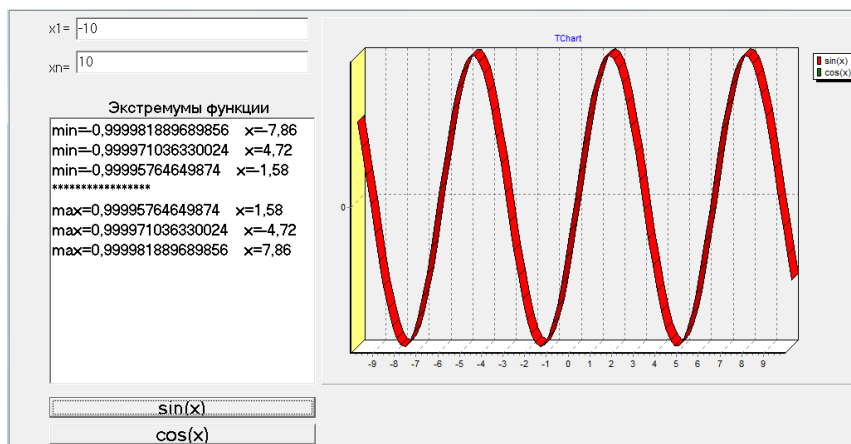 x1= -10
xn= 10
Экстремумы функции
min=-0,999981889689856 x=-7,86
min=-0,999971036330024 x=4,72
min=-0,99995764649874 x=-1,58
*****************
max=0,99995764649874 x=1,58
max=0,999971036330024 x=-4,72
max=0,999981889689856 x=7,86
sin(x)
cos(x)
TChart
sin(x)
cos(x)
0
-9 -8 -7 -6 -5 -4 -3 -2 -1 0 1 2 3 4 5 6 7 8 9